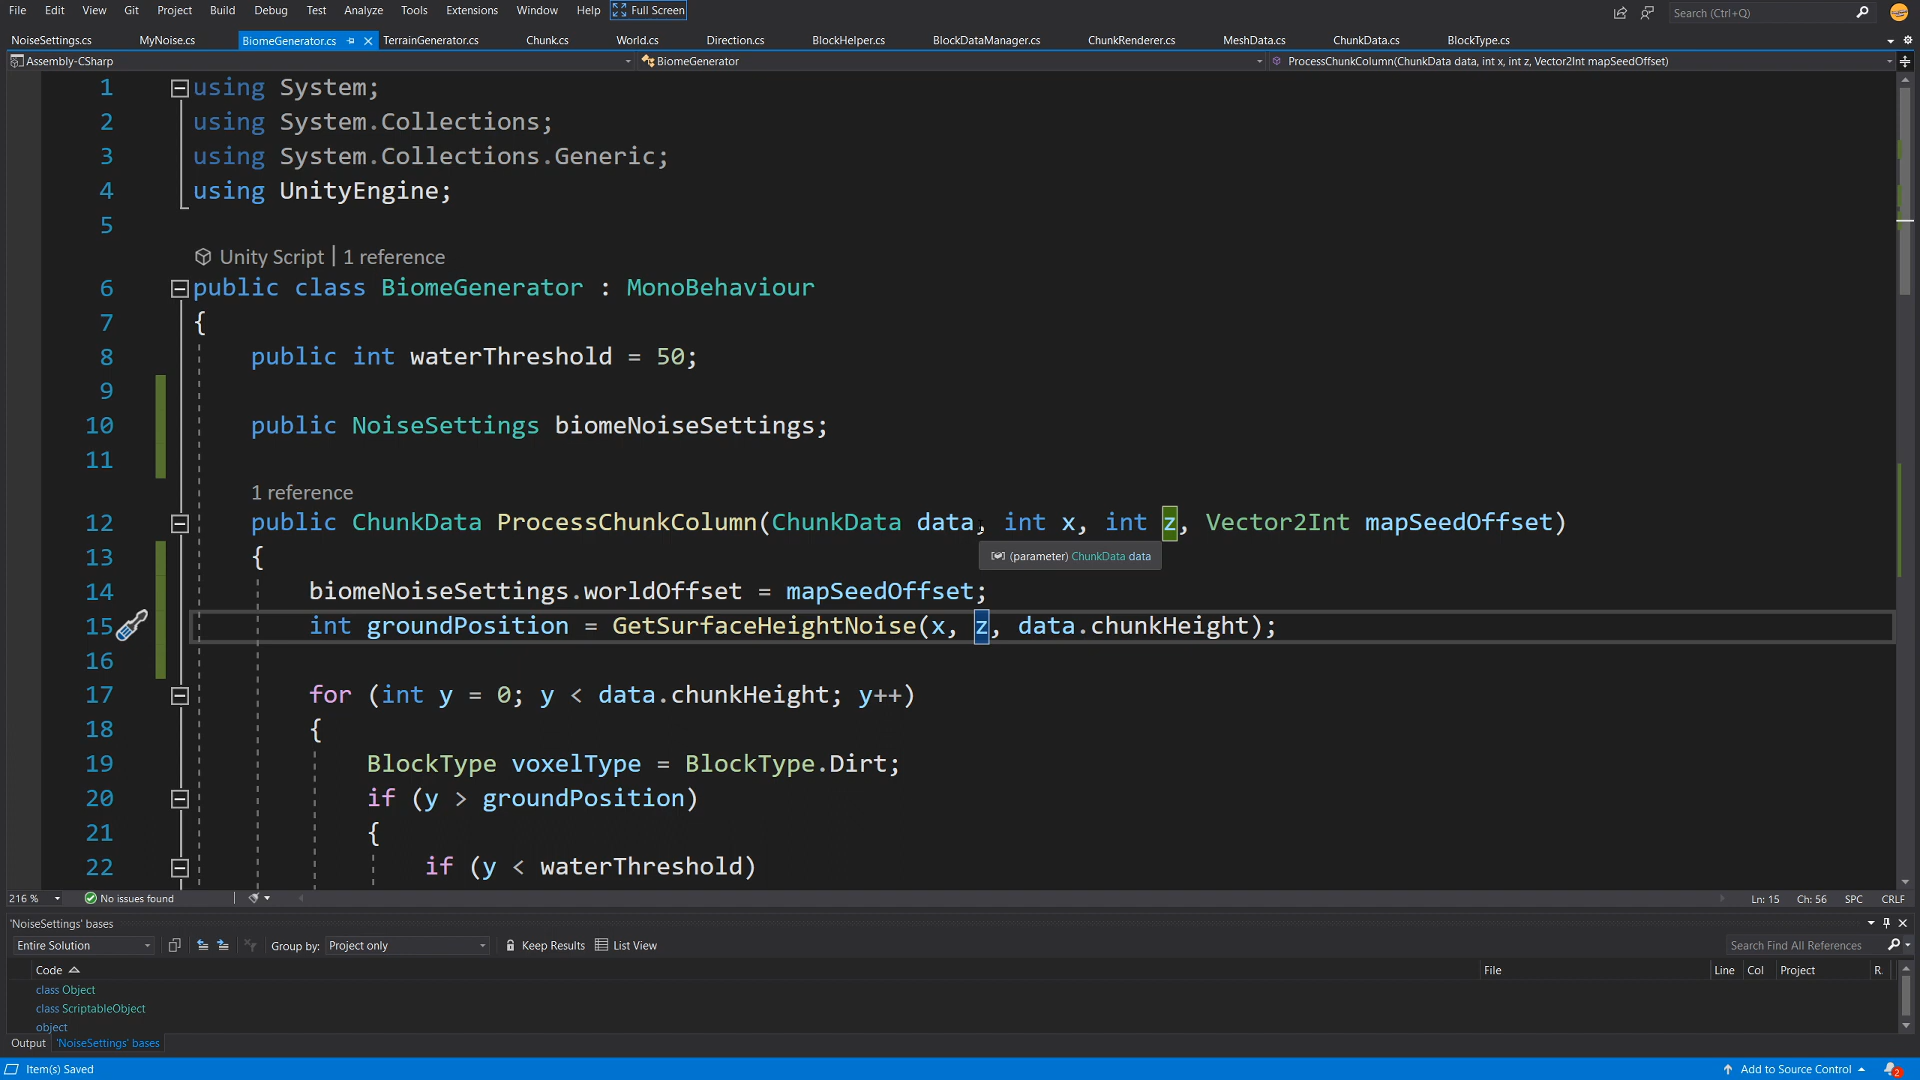 File Edit View Git Project Build Debug Test Analyze Tools Extensions Window Help Full Screen Search (Ctrl+Q)
NoiseSettings.cs MyNoise.cs BiomeGenerator.cs TerrainGenerator.cs Chunk.cs World.cs Direction.cs BlockHelper.cs BlockDataManager.cs ChunkRenderer.cs MeshData.cs ChunkData.cs BlockType.cs
Assembly-CSharp BiomeGenerator ProcessChunkColumn(ChunkData data, int x, int z, Vector2Int mapSeedOffset)
1 using System;
2 using System.Collections;
3 using System.Collections.Generic;
4 using UnityEngine;
5
Unity Script | 1 reference
6 public class BiomeGenerator : MonoBehaviour
7 {
8 public int waterThreshold = 50;
9
10 public NoiseSettings biomeNoiseSettings;
11
1 reference
12 public ChunkData ProcessChunkColumn(ChunkData data, int x, int z, Vector2Int mapSeedOffset)
13 {
(parameter) ChunkData data
14 biomeNoiseSettings.worldOffset = mapSeedOffset;
15 int groundPosition = GetSurfaceHeightNoise(x, z, data.chunkHeight);
16
17 for (int y = 0; y < data.chunkHeight; y++)
18 {
19 BlockType voxelType = BlockType.Dirt;
20 if (y > groundPosition)
21 {
22 if (y < waterThreshold)
216 % No issues found Ln: 15 Ch: 56 SPC CRLF
'NoiseSettings' bases
Entire Solution Group by: Project only Keep Results List View Search Find All References
Code File Line Col Project R.
class Object
class ScriptableObject
object
Output 'NoiseSettings' bases
Item(s) Saved Add to Source Control 2